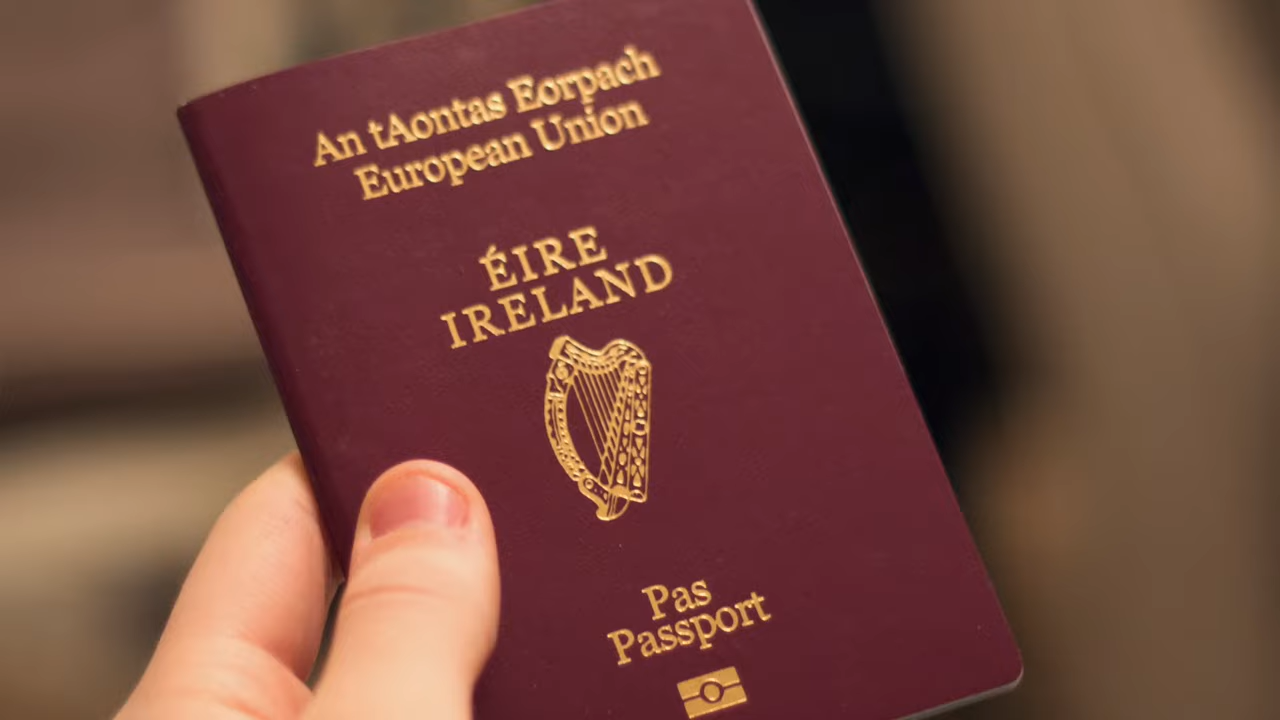 An tAontas Eorpach
European Union
ÉIRE
IRELAND
Pas
Passport